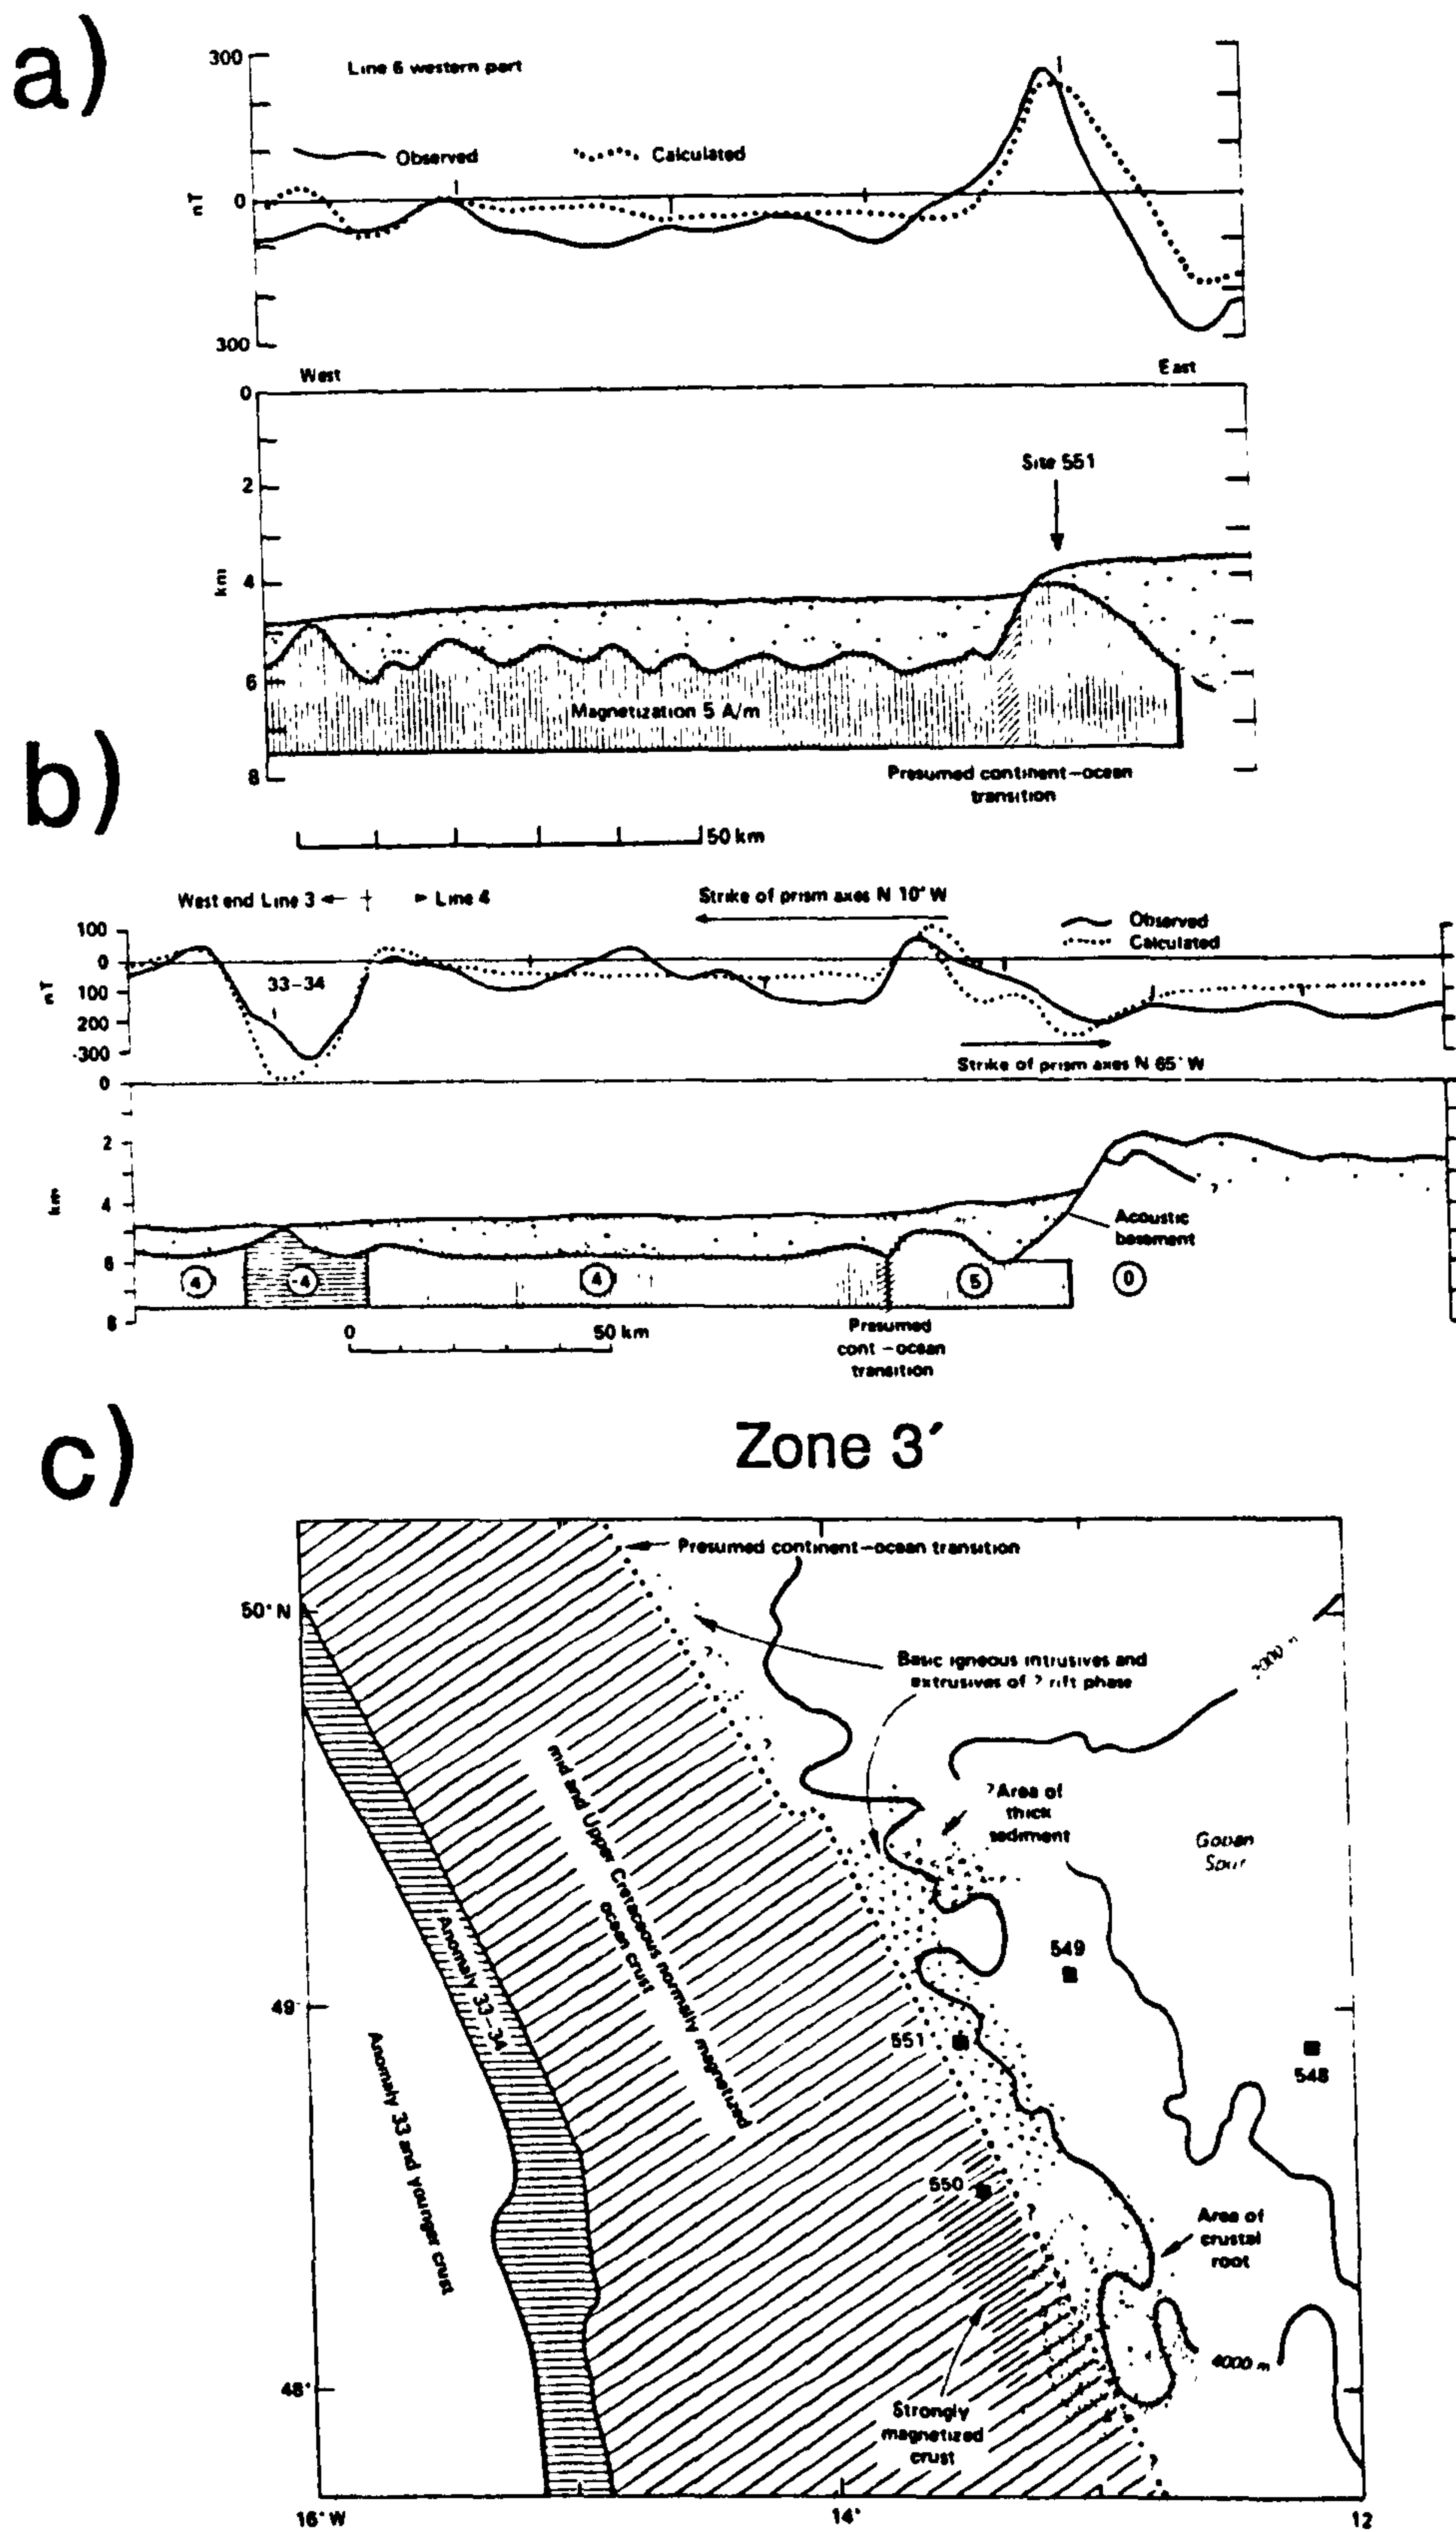 a)
300
Line 6 western part
Observed
Calculated
nT
0
300
West
East
0
Site 551
2
km
4
6
Magnetization 5 A/m
8
Presumed continent-ocean
transition
50 km
b)
West end Line 3
Line 4
Strike of prism axes N 10° W
Observed
Calculated
100
0
33-34
nT
100
200
-300
Strike of prism axes N 65° W
0
2
?
km
4
Acoustic
basement
6
4
-4
4
5
0
8
0
50 km
Presumed
cont - ocean
transition
Zone 3′
c)
Presumed continent-ocean transition
50° N
?
Basic igneous intrusives and
extrusives of ? rift phase
?
?Area of
thick
sediment
Goban
Spur
mid and Upper Cretaceous normally magnetized
ocean crust
Anomaly 33-34
549
49°
551
548
Anomaly 33 and younger crust
550
?
Area of
crustal
root
4000 m
48°
Strongly
magnetized
crust
?
16° W
14°
12